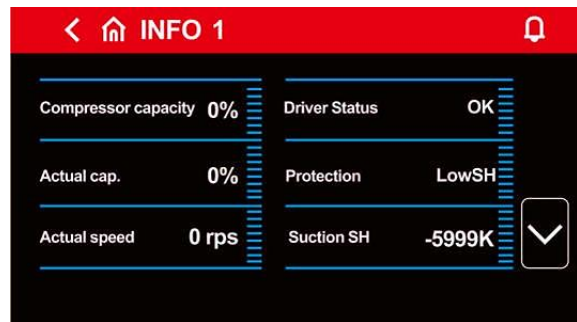 INFO 1
Compressor capacity 0%
Driver Status OK
Actual cap. 0%
Protection LowSH
Actual speed 0 rps
Suction SH -5999K